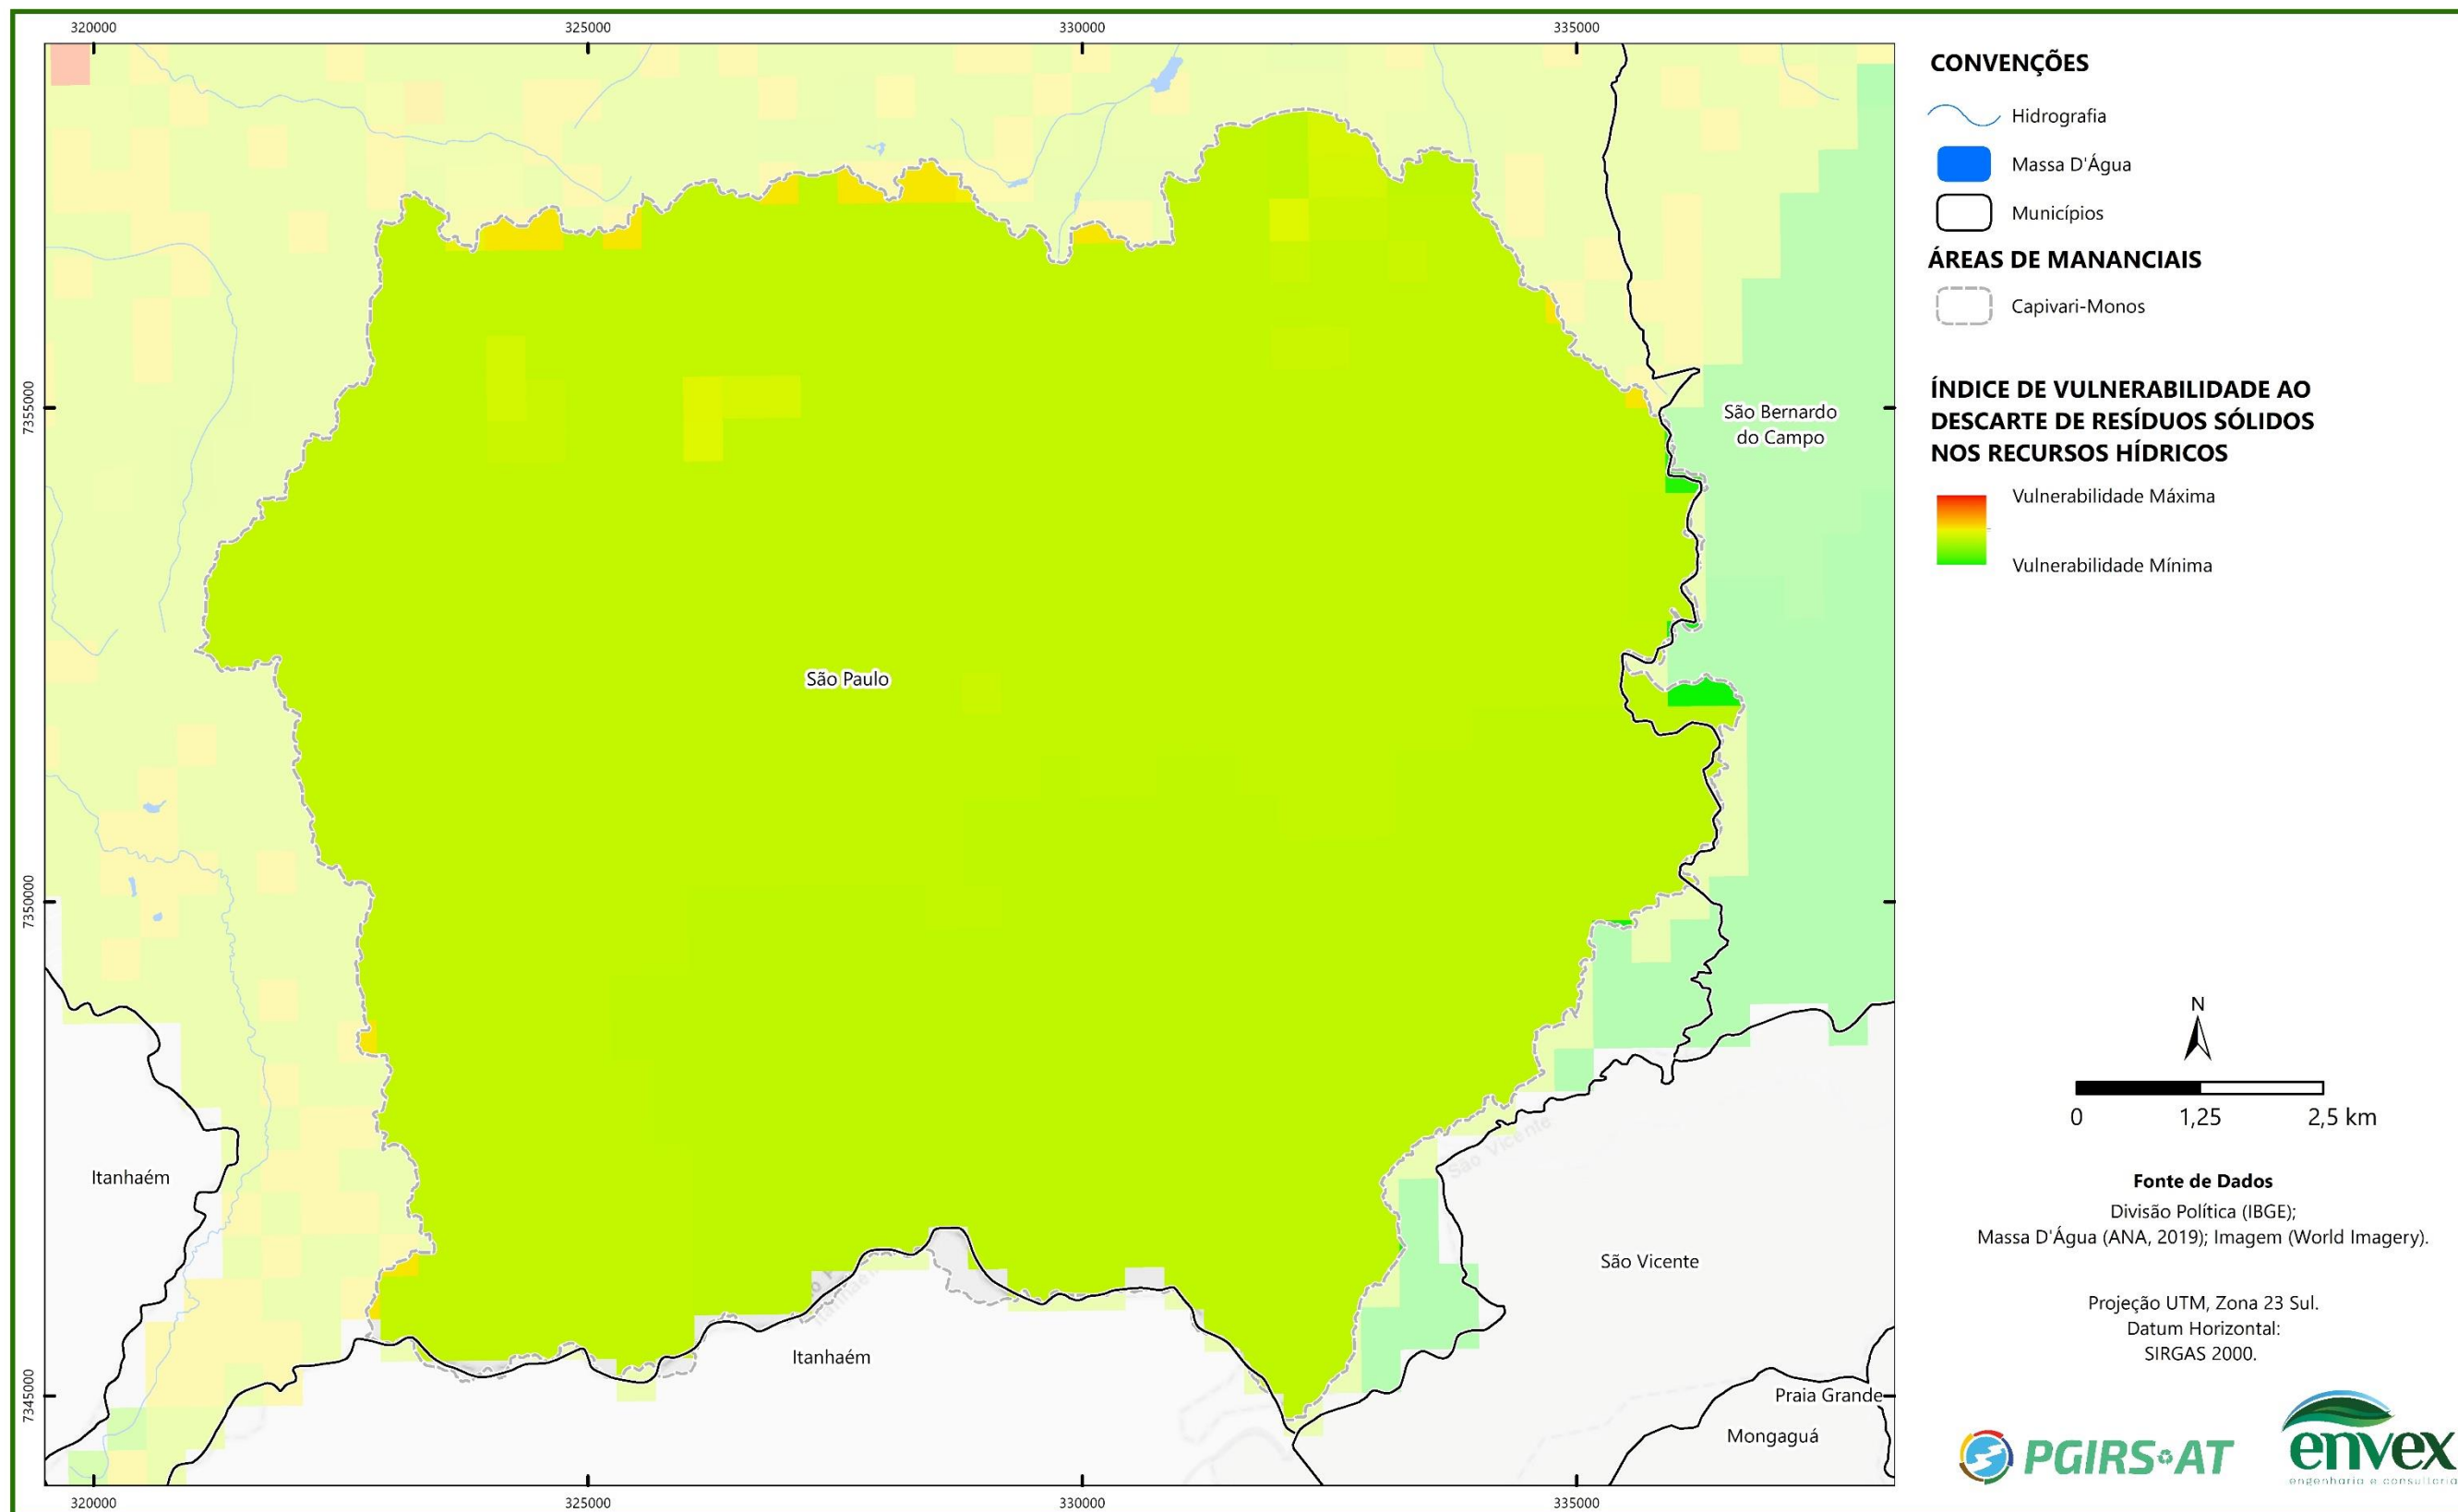 320000
325000
330000
335000
7355000
7350000
7345000
São Bernardo
do Campo
São Paulo
Itanhaém
São Vicente
São Vicente
Itanhaém
Praia Grande
Mongaguá
320000
325000
330000
335000
CONVENÇÕES
Hidrografia
Massa D'Água
Municípios
ÁREAS DE MANANCIAIS
Capivari-Monos
ÍNDICE DE VULNERABILIDADE AO
DESCARTE DE RESÍDUOS SÓLIDOS
NOS RECURSOS HÍDRICOS
Vulnerabilidade Máxima
Vulnerabilidade Mínima
N
0 1,25 2,5 km
Fonte de Dados
Divisão Política (IBGE);
Massa D'Água (ANA, 2019); Imagem (World Imagery).
Projeção UTM, Zona 23 Sul.
Datum Horizontal:
SIRGAS 2000.
PGIRS AT
envex
engenharia e consultoria